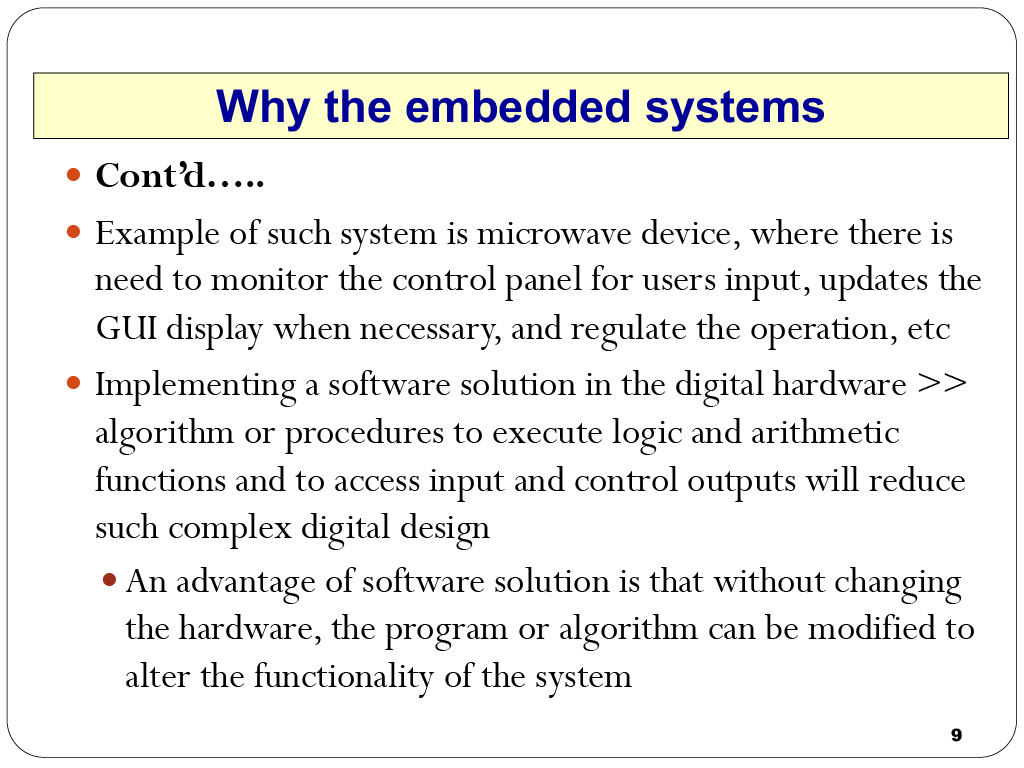 Why the embedded systems
• Cont’d…..
• Example of such system is microwave device, where there is
need to monitor the control panel for users input, updates the
GUI display when necessary, and regulate the operation, etc
• Implementing a software solution in the digital hardware >>
algorithm or procedures to execute logic and arithmetic
functions and to access input and control outputs will reduce
such complex digital design
• An advantage of software solution is that without changing
the hardware, the program or algorithm can be modified to
alter the functionality of the system
9